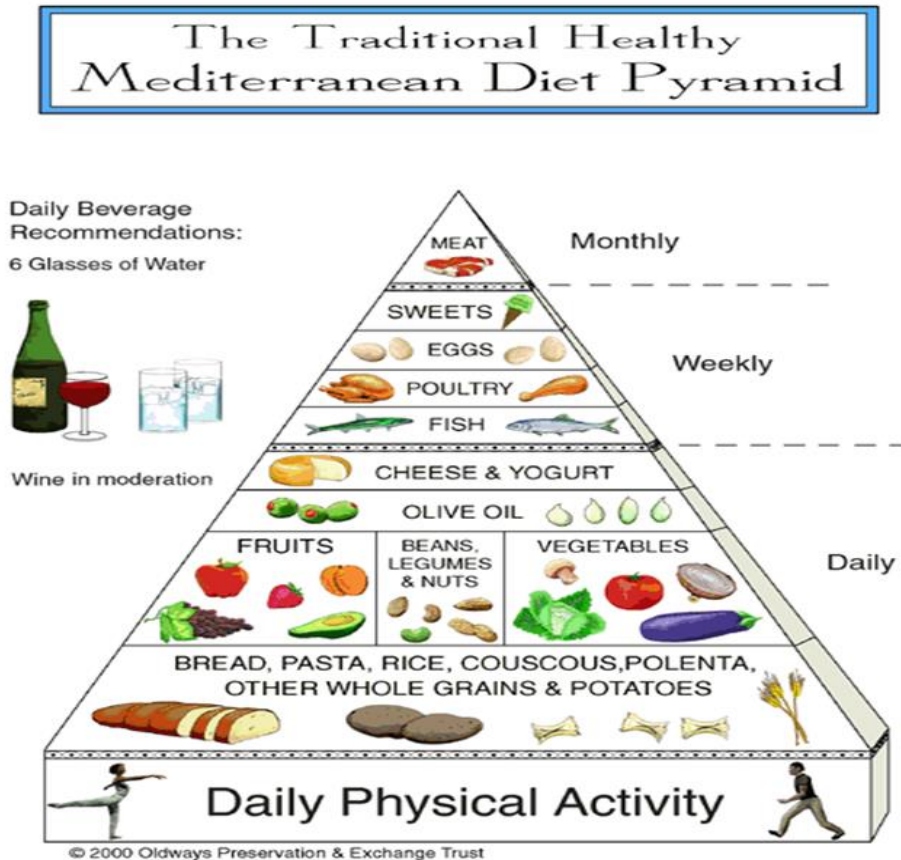 The Traditional Healthy
Mediterranean Diet Pyramid
Daily Beverage
Recommendations:
6 Glasses of Water
Wine in moderation
MEAT
Monthly
SWEETS
EGGS
Weekly
POULTRY
FISH
CHEESE & YOGURT
OLIVE OIL
FRUITS
BEANS,
LEGUMES
& NUTS
VEGETABLES
Daily
BREAD, PASTA, RICE, COUSCOUS,POLENTA,
OTHER WHOLE GRAINS & POTATOES
Daily Physical Activity
© 2000 Oldways Preservation & Exchange Trust